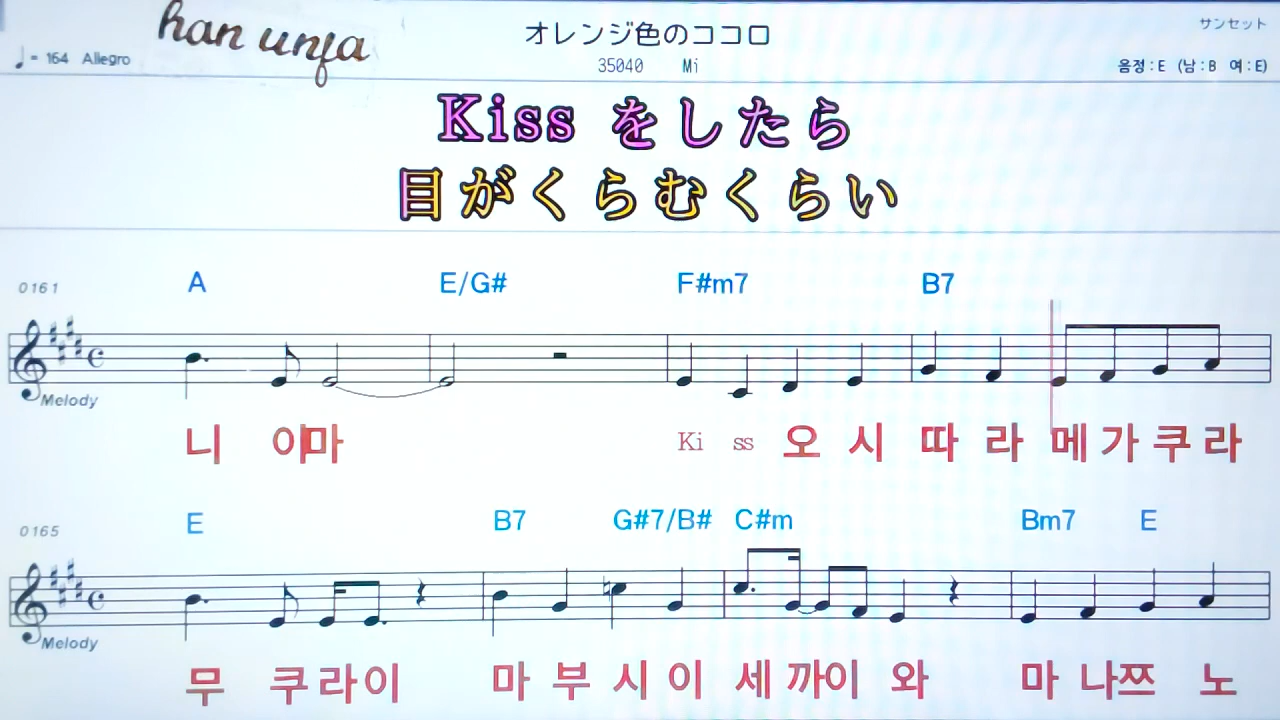 han unja
オレンジ色のココロ
サンセット
♩= 164 Allegro
35040 Mi
음정:E (남:B 여:E)
Kiss をしたら
目がくらむくらい
0161 A E/G# F#m7 B7
Melody
니 이마 Ki ss 오 시 따 라 메 가 쿠 라
0165 E B7 G#7/B# C#m Bm7 E
Melody
무 쿠 라 이 마 부 시 이 세 까이 와 마 나쯔 노